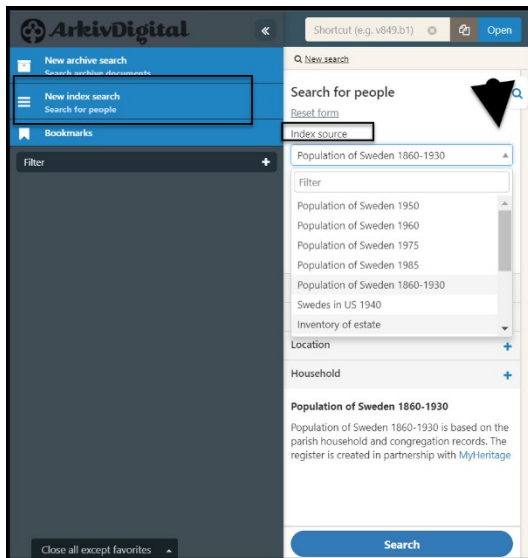 ArkivDigital
«
New archive search
Search archive documents
New index search
Search for people
Bookmarks
Filter +
Close all except favorites
Shortcut (e.g. v849.b1)
Open
New search
Search for people
Reset form
Index source
Population of Sweden 1860-1930
Filter
Population of Sweden 1950
Population of Sweden 1960
Population of Sweden 1975
Population of Sweden 1985
Population of Sweden 1860-1930
Swedes in US 1940
Inventory of estate
Location +
Household +
Population of Sweden 1860-1930
Population of Sweden 1860-1930 is based on the
parish household and congregation records. The
register is created in partnership with MyHeritage
Search